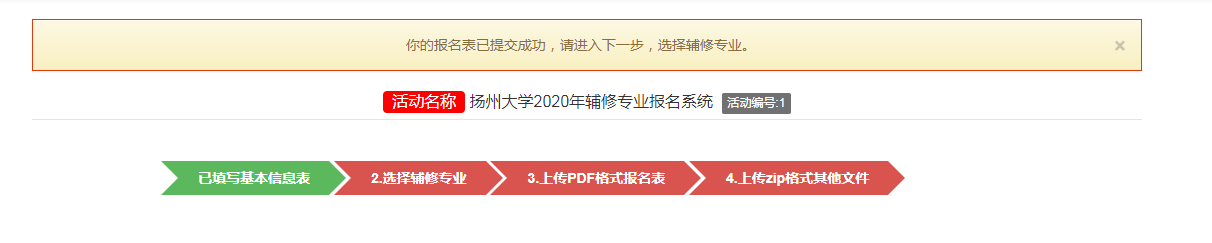 你的报名表已提交成功，请进入下一步，选择辅修专业。 ×
活动名称 扬州大学2020年辅修专业报名系统 活动编号:1
已填写基本信息表 2.选择辅修专业 3.上传PDF格式报名表 4.上传zip格式其他文件